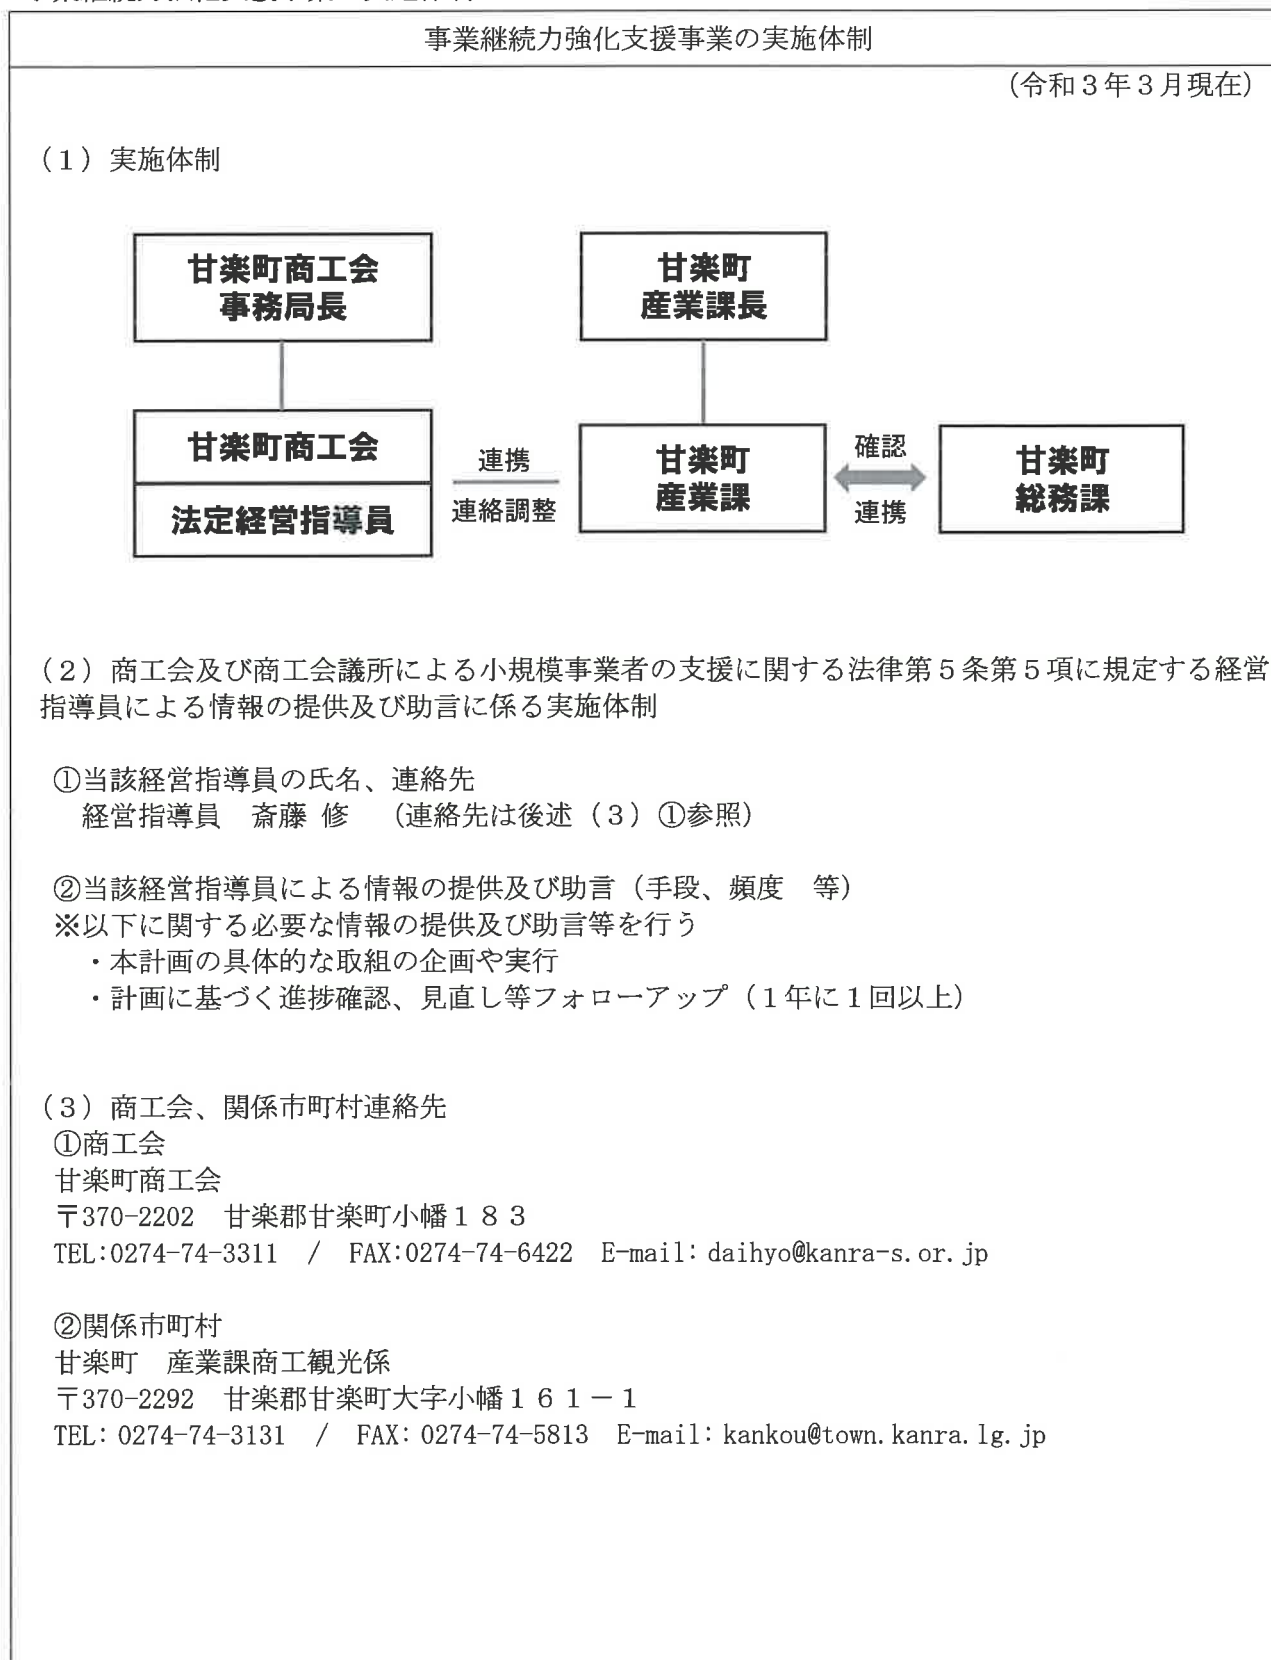 事業継続力強化支援事業の実施体制
（令和３年３月現在）
（１）実施体制
甘楽町商工会
事務局長
甘楽町
産業課長
甘楽町商工会
法定経営指導員
連携
連絡調整
甘楽町
産業課
確認
連携
甘楽町
総務課
（２）商工会及び商工会議所による小規模事業者の支援に関する法律第５条第５項に規定する経営
指導員による情報の提供及び助言に係る実施体制
①当該経営指導員の氏名、連絡先
経営指導員　斎藤 修　（連絡先は後述（３）①参照）
②当該経営指導員による情報の提供及び助言（手段、頻度　等）
※以下に関する必要な情報の提供及び助言等を行う
・本計画の具体的な取組の企画や実行
・計画に基づく進捗確認、見直し等フォローアップ（１年に１回以上）
（３）商工会、関係市町村連絡先
①商工会
甘楽町商工会
〒370-2202　甘楽郡甘楽町小幡１８３
TEL:0274-74-3311　/　FAX:0274-74-6422　E-mail: daihyo@kanra-s.or.jp
②関係市町村
甘楽町　産業課商工観光係
〒370-2292　甘楽郡甘楽町大字小幡１６１－１
TEL: 0274-74-3131　/　FAX: 0274-74-5813　E-mail: kankou@town.kanra.lg.jp